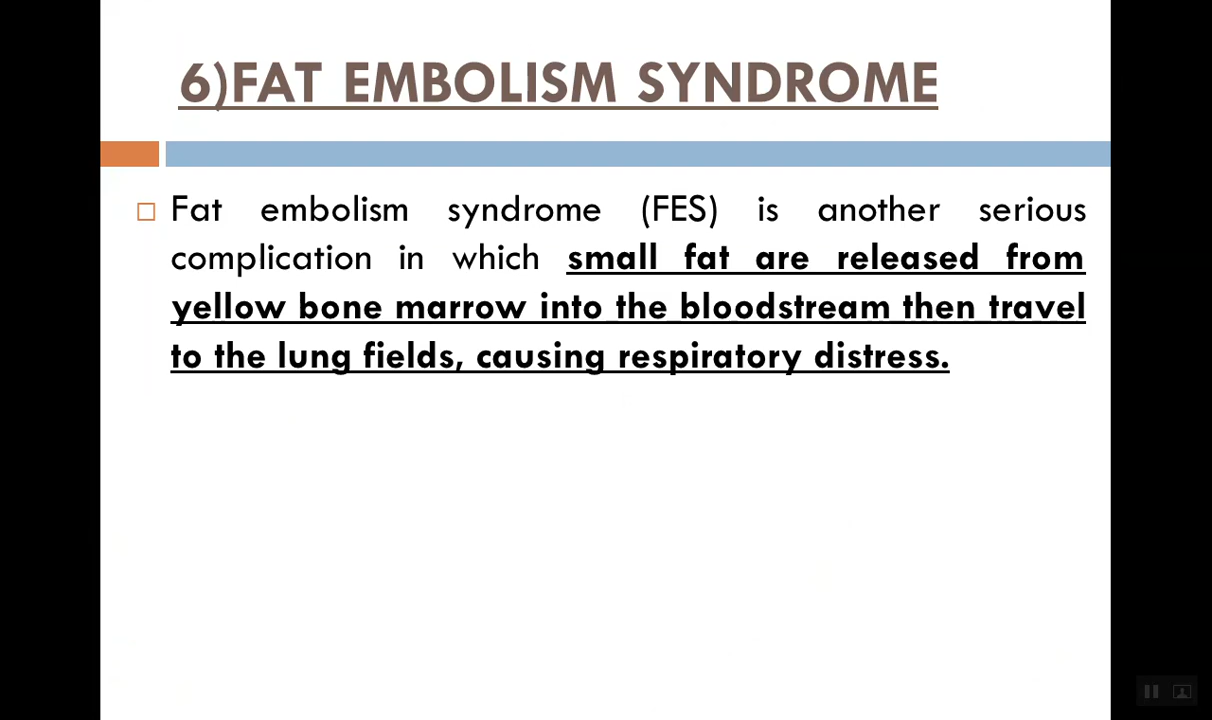 6)FAT EMBOLISM SYNDROME
Fat embolism syndrome (FES) is another serious
complication in which small fat are released from
yellow bone marrow into the bloodstream then travel
to the lung fields, causing respiratory distress.